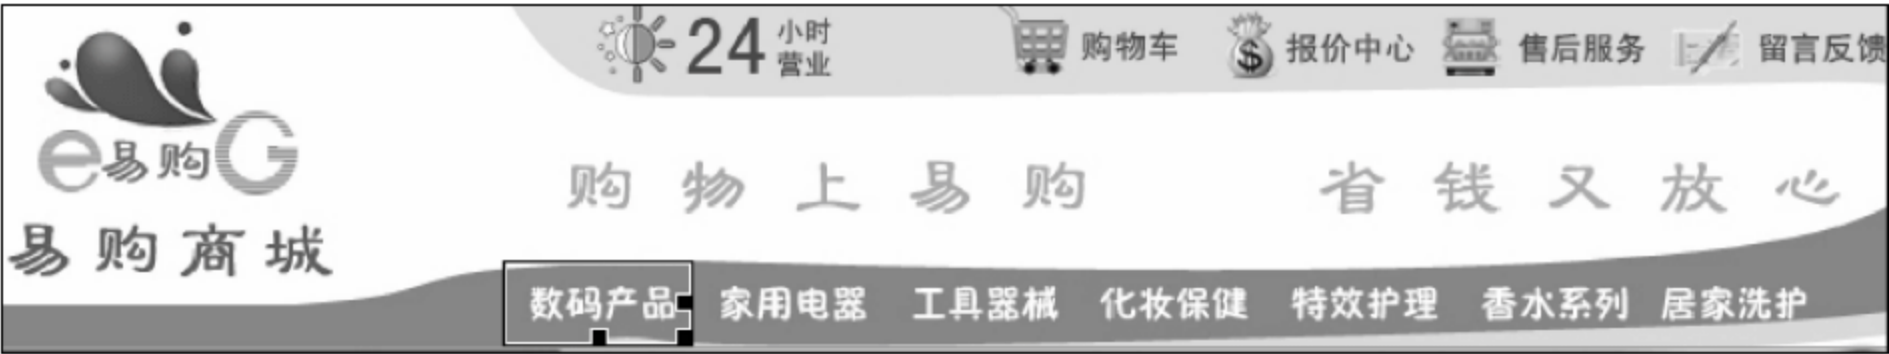 24 小时营业 购物车 报价中心 售后服务 留言反馈
e易购G
购物上易购 省钱又放心
易购商城
数码产品 家用电器 工具器械 化妆保健 特效护理 香水系列 居家洗护